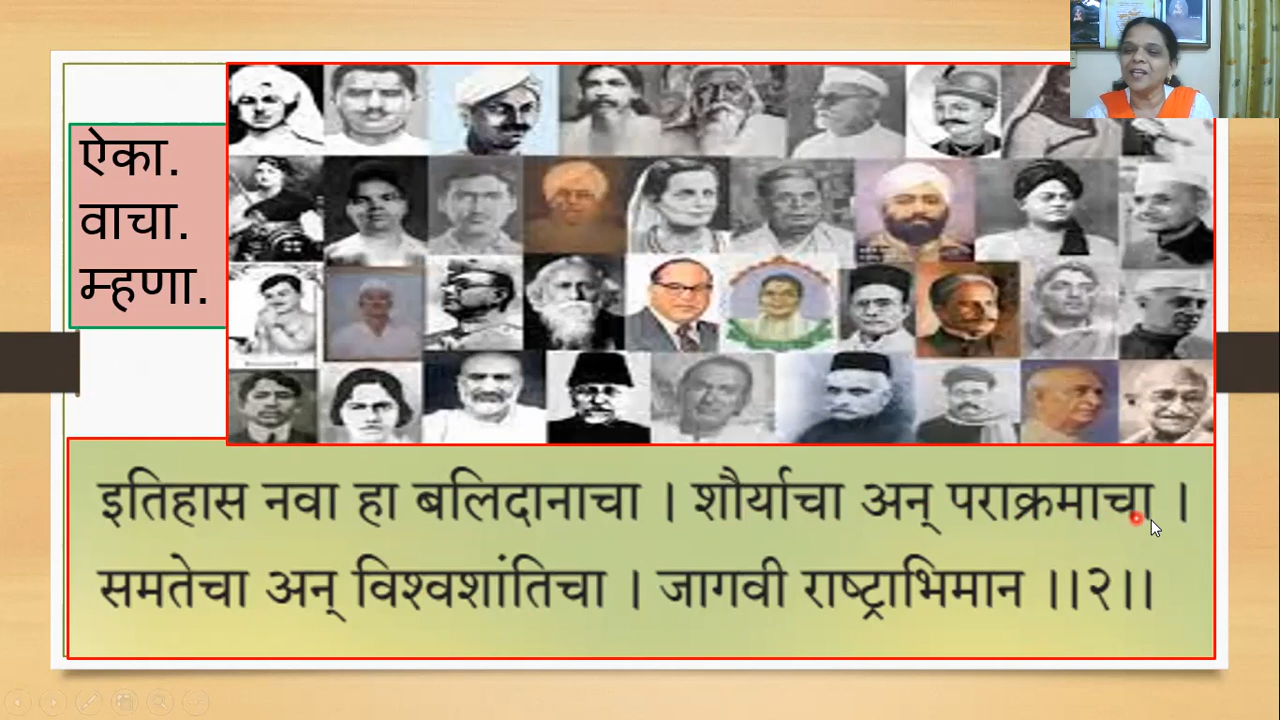 ऐका.
वाचा.
म्हणा.
इतिहास नवा हा बलिदानाचा । शौर्याचा अन् पराक्रमाचा ।
समतेचा अन् विश्वशांतिचा । जागवी राष्ट्राभिमान ।।२।।